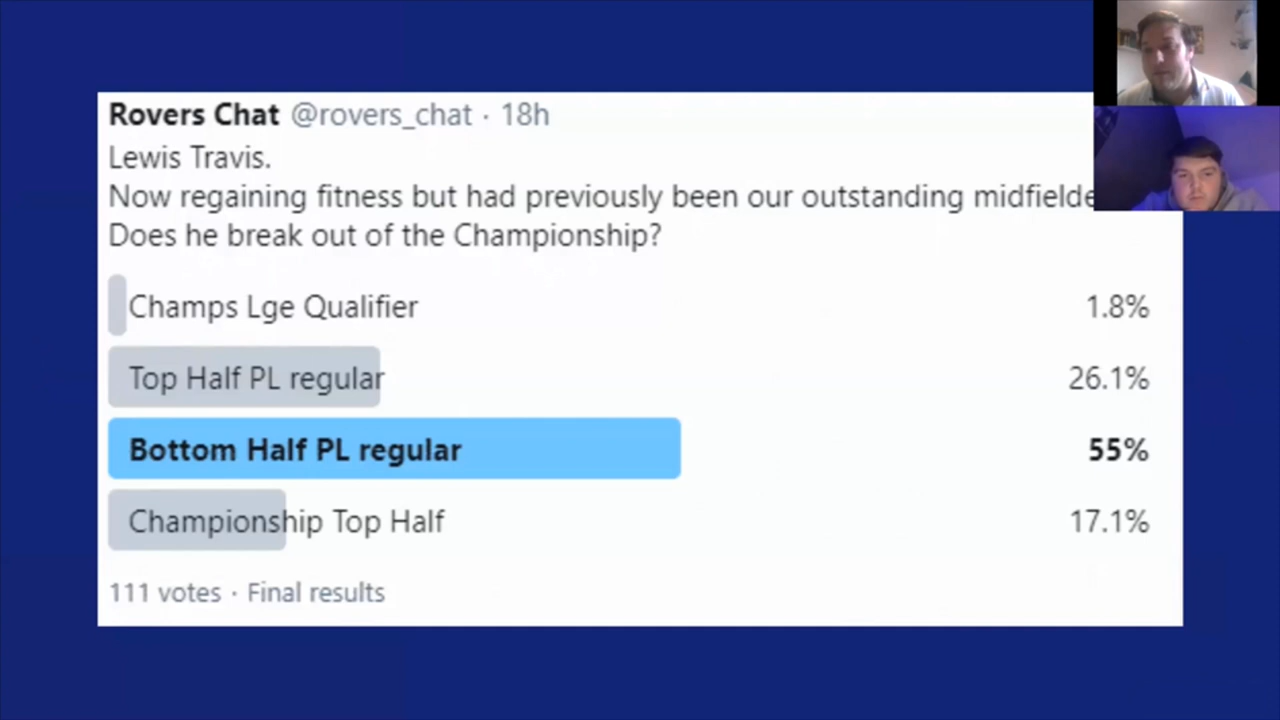 Rovers Chat @rovers_chat · 18h
Lewis Travis.
Now regaining fitness but had previously been our outstanding midfielde
Does he break out of the Championship?
Champs Lge Qualifier 1.8%
Top Half PL regular 26.1%
Bottom Half PL regular 55%
Championship Top Half 17.1%
111 votes · Final results